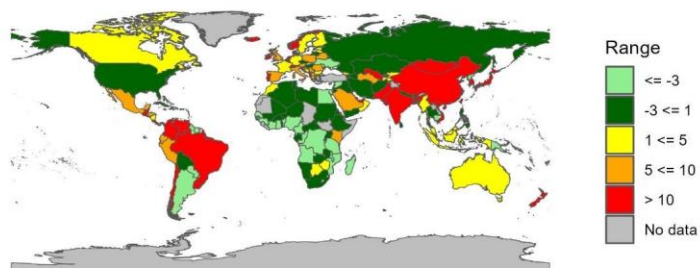 Range
<= -3
-3 <= 1
1 <= 5
5 <= 10
> 10
No data